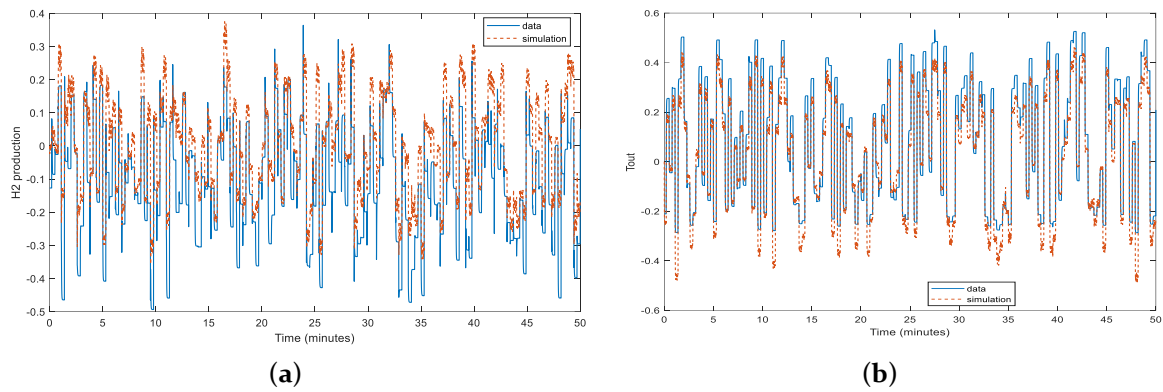 data
simulation
0.4
0.3
0.2
0.1
0
-0.1
-0.2
-0.3
-0.4
-0.5
H2 production
0 5 10 15 20 25 30 35 40 45 50
Time (minutes)
(a)
0.6
0.4
0.2
0
-0.2
-0.4
-0.6
Tout
data
simulation
0 5 10 15 20 25 30 35 40 45 50
Time (minutes)
(b)